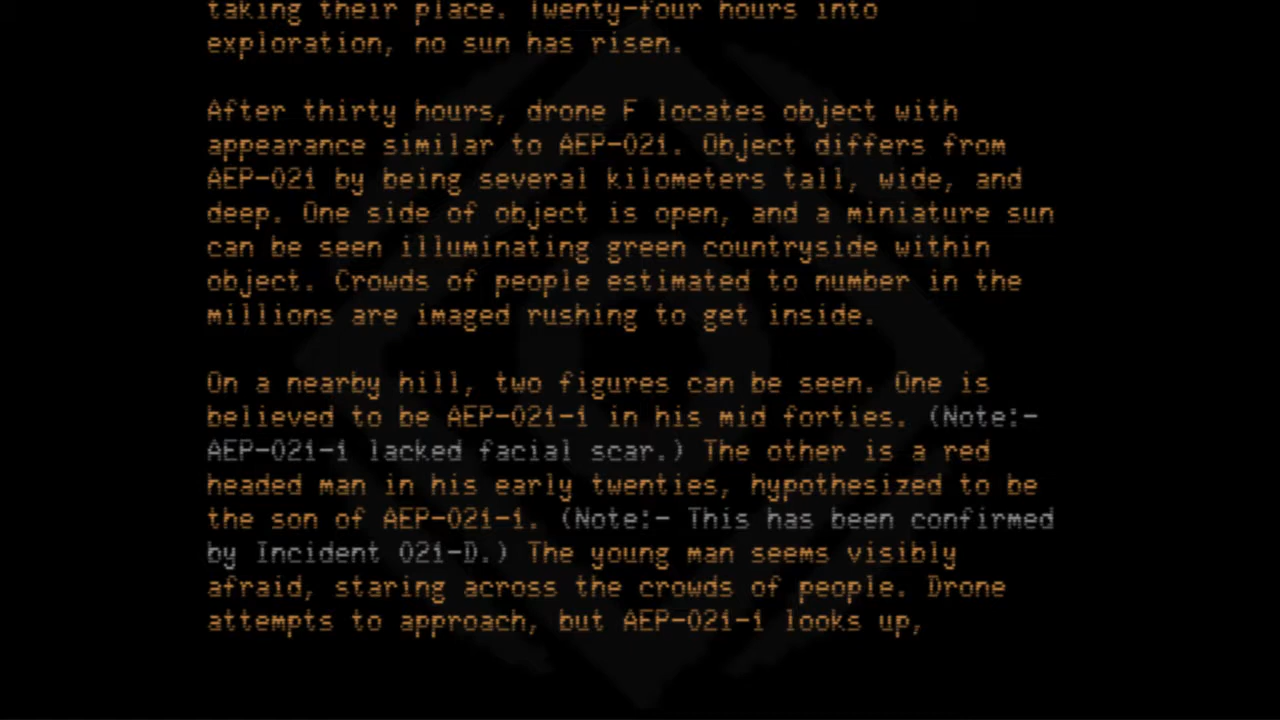 taking their place. Twenty-four hours into
exploration, no sun has risen.
After thirty hours, drone F locates object with
appearance similar to AEP-021. Object differs from
AEP-021 by being several kilometers tall, wide, and
deep. One side of object is open, and a miniature sun
can be seen illuminating green countryside within
object. Crowds of people estimated to number in the
millions are imaged rushing to get inside.
On a nearby hill, two figures can be seen. One is
believed to be AEP-021-1 in his mid forties. (Note:-
AEP-021-1 lacked facial scar.) The other is a red
headed man in his early twenties, hypothesized to be
the son of AEP-021-1. (Note:- This has been confirmed
by Incident 021-D.) The young man seems visibly
afraid, staring across the crowds of people. Drone
attempts to approach, but AEP-021-1 looks up,